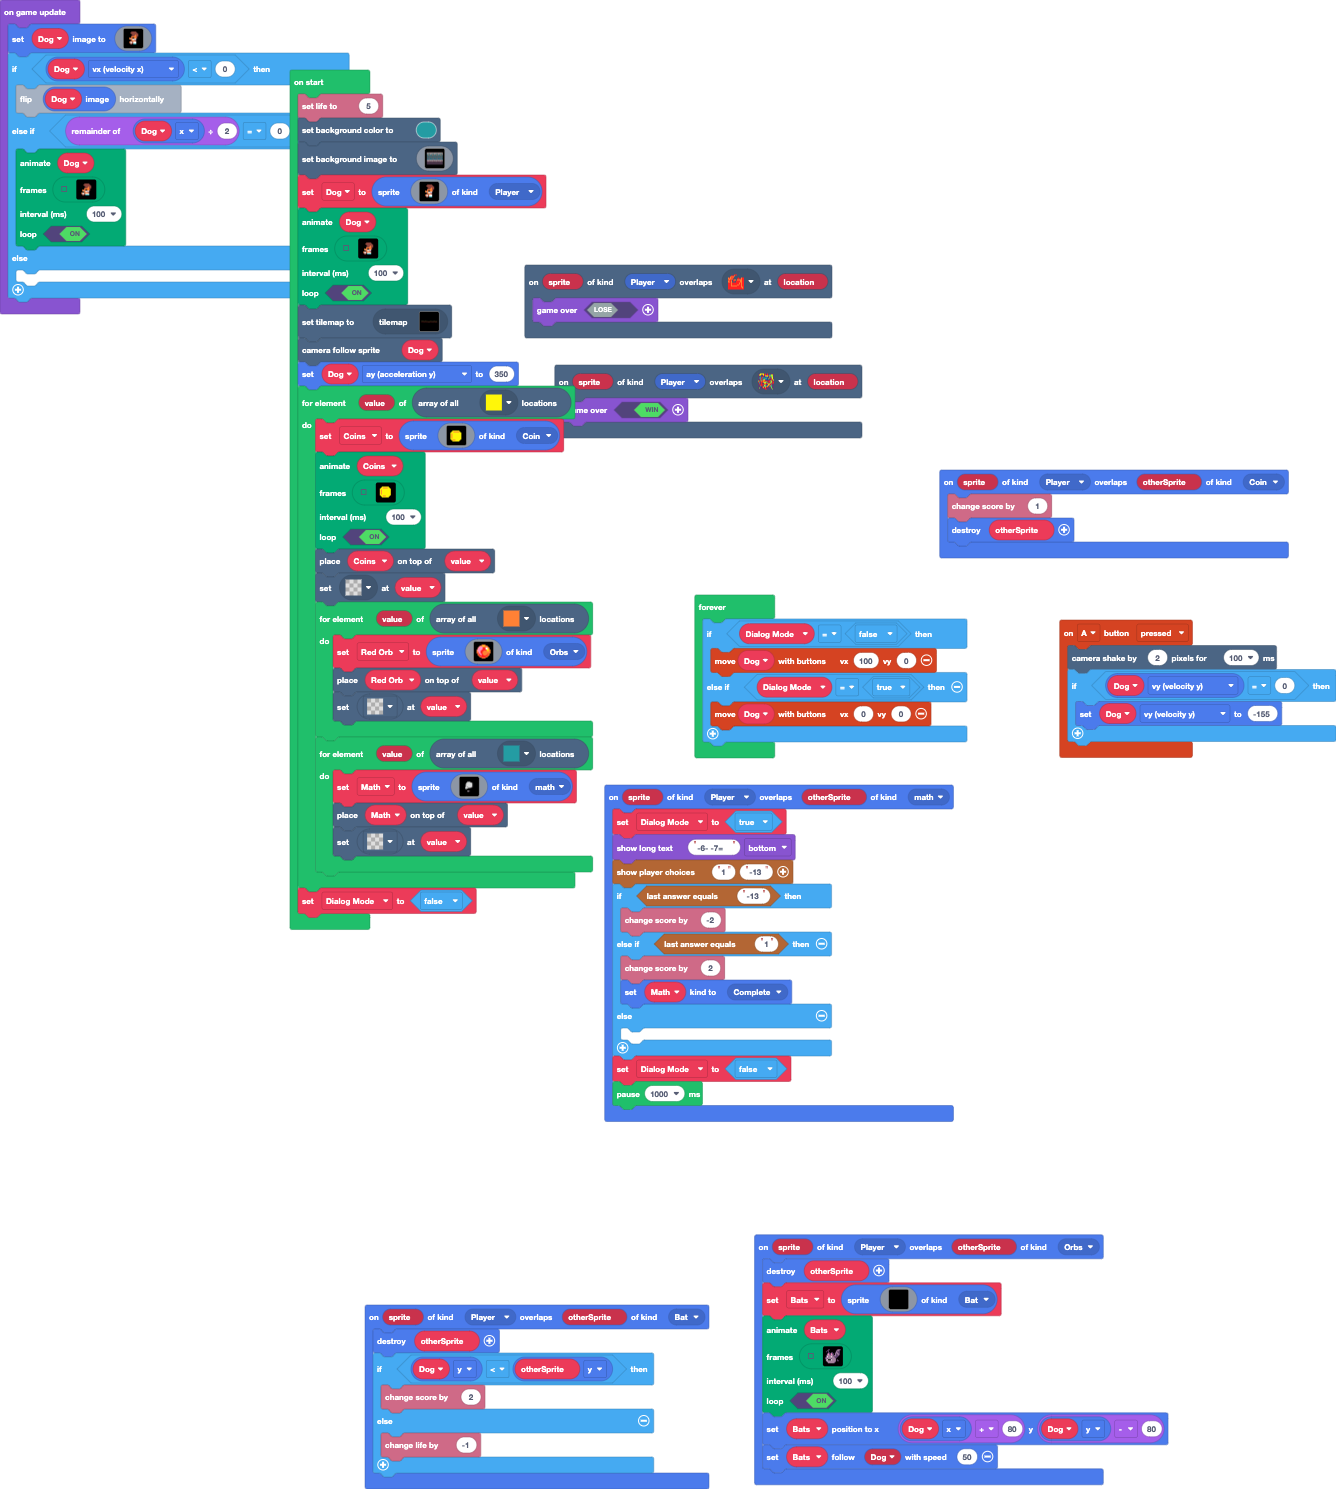 on game update
set Dog image to
if Dog vx (velocity x) < 0 then
flip Dog image horizontally
else if remainder of Dog x ÷ 2 = 0
animate Dog
frames
interval (ms) 100
loop ON
else
on start
set life to 5
set background color to
set background image to
set Dog to sprite of kind Player
animate Dog
frames
interval (ms) 100
loop ON
set tilemap to tilemap
camera follow sprite Dog
set Dog ay (acceleration y) to 350
for element value of array of all locations
do
set Coins to sprite of kind Coin
animate Coins
frames
interval (ms) 100
loop ON
place Coins on top of value
set at value
for element value of array of all locations
do
set Red Orb to sprite of kind Orbs
place Red Orb on top of value
set at value
for element value of array of all locations
do
set Math to sprite of kind math
place Math on top of value
set at value
set Dialog Mode to false
on sprite of kind Player overlaps at location
game over LOSE
on sprite of kind Player overlaps at location
me over WIN
on sprite of kind Player overlaps otherSprite of kind Coin
change score by 1
destroy otherSprite
forever
if Dialog Mode = false then
move Dog with buttons vx 100 vy 0
else if Dialog Mode = true then
move Dog with buttons vx 0 vy 0
on A button pressed
camera shake by 2 pixels for 100 ms
if Dog vy (velocity y) = 0 then
set Dog vy (velocity y) to -155
on sprite of kind Player overlaps otherSprite of kind math
set Dialog Mode to true
show long text "-6- -7= " bottom
show player choices "1" "-13"
if last answer equals "-13" then
change score by -2
else if last answer equals "1" then
change score by 2
set Math kind to Complete
else
set Dialog Mode to false
pause 1000 ms
on sprite of kind Player overlaps otherSprite of kind Bat
destroy otherSprite
if Dog y < otherSprite y then
change score by 2
else
change life by -1
on sprite of kind Player overlaps otherSprite of kind Orbs
destroy otherSprite
set Bats to sprite of kind Bat
animate Bats
frames
interval (ms) 100
loop ON
set Bats position to x Dog x + 80 y Dog y - 80
set Bats follow Dog with speed 50